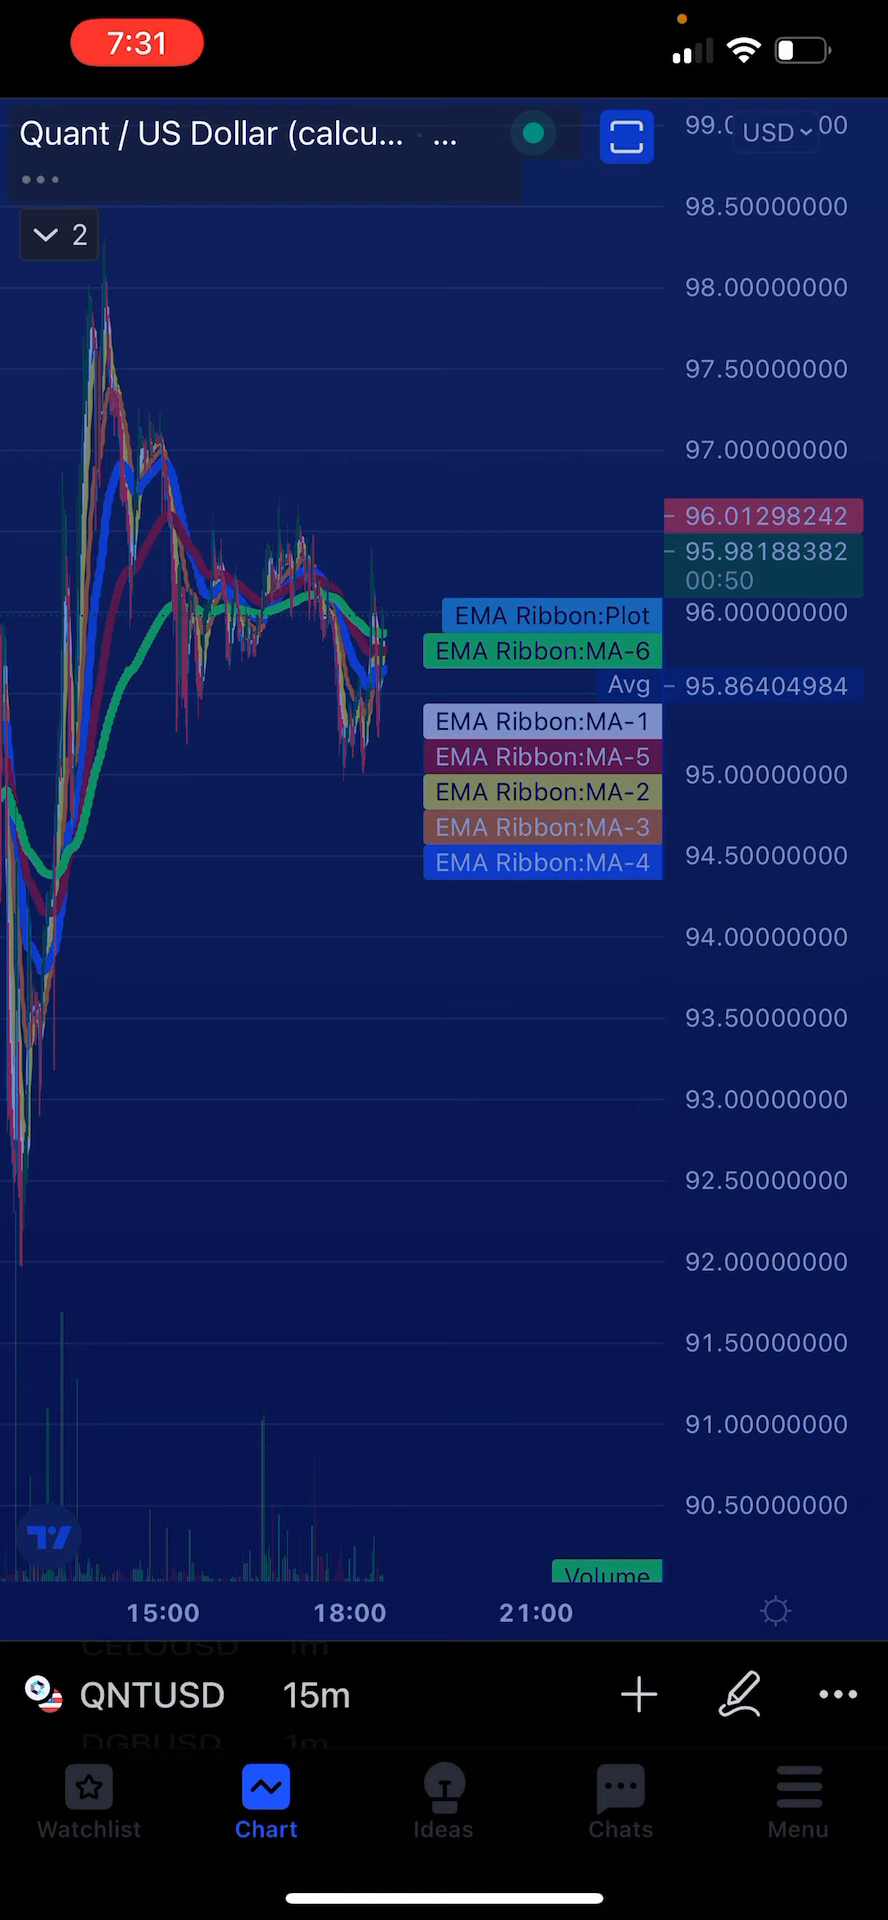 7:31
Quant / US Dollar (calcu... · ...
USD
2
98.50000000
98.00000000
97.50000000
97.00000000
96.01298242
95.98188382
00:50
96.00000000
EMA Ribbon:Plot
EMA Ribbon:MA-6
Avg
95.86404984
EMA Ribbon:MA-1
EMA Ribbon:MA-5
95.00000000
EMA Ribbon:MA-2
EMA Ribbon:MA-3
94.50000000
EMA Ribbon:MA-4
94.00000000
93.50000000
93.00000000
92.50000000
92.00000000
91.50000000
91.00000000
90.50000000
Volume
15:00 18:00 21:00
CELOUSD 1m
QNTUSD 15m
DGBUSD 1m
Watchlist Chart Ideas Chats Menu